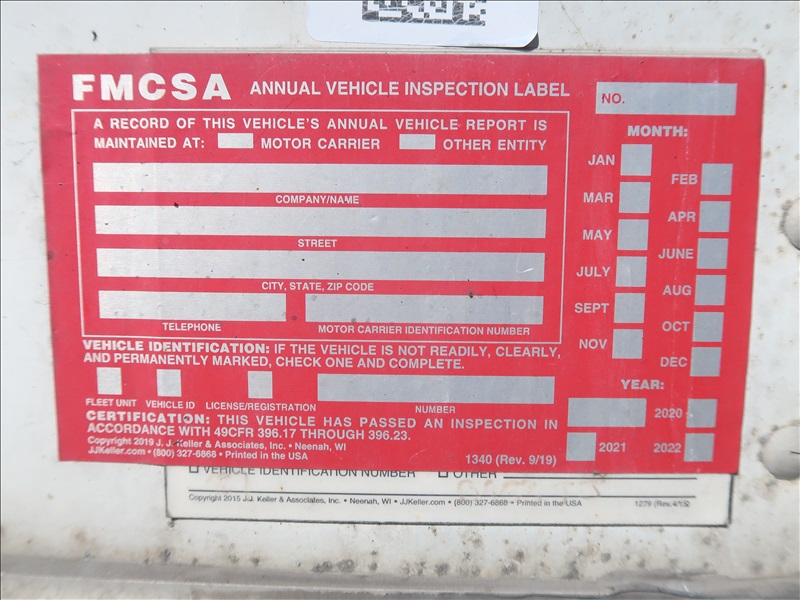 FMCSA ANNUAL VEHICLE INSPECTION LABEL
NO.
A RECORD OF THIS VEHICLE'S ANNUAL VEHICLE REPORT IS
MAINTAINED AT: MOTOR CARRIER OTHER ENTITY
COMPANY/NAME
STREET
CITY, STATE, ZIP CODE
TELEPHONE MOTOR CARRIER IDENTIFICATION NUMBER
MONTH:
JAN FEB
MAR APR
MAY JUNE
JULY AUG
SEPT OCT
NOV DEC
VEHICLE IDENTIFICATION: IF THE VEHICLE IS NOT READILY, CLEARLY,
AND PERMANENTLY MARKED, CHECK ONE AND COMPLETE.
FLEET UNIT VEHICLE ID LICENSE/REGISTRATION NUMBER
YEAR:
2020
2021 2022
CERTIFICATION: THIS VEHICLE HAS PASSED AN INSPECTION IN
ACCORDANCE WITH 49CFR 396.17 THROUGH 396.23.
Copyright 2019 J. J. Keller & Associates, Inc. • Neenah, WI
JJKeller.com • (800) 327-6868 • Printed in the USA 1340 (Rev. 9/19)
VEHICLE IDENTIFICATION NUMBER OTHER
Copyright 2015 J.J. Keller & Associates, Inc. • Neenah, WI • JJKeller.com • (800) 327-6868 • Printed in the USA